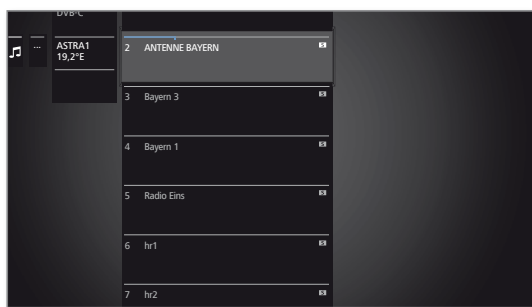 DVB-C
...
ASTRA1
19,2°E
2 ANTENNE BAYERN S
3 Bayern 3 S
4 Bayern 1 S
5 Radio Eins S
6 hr1 S
7 hr2 S